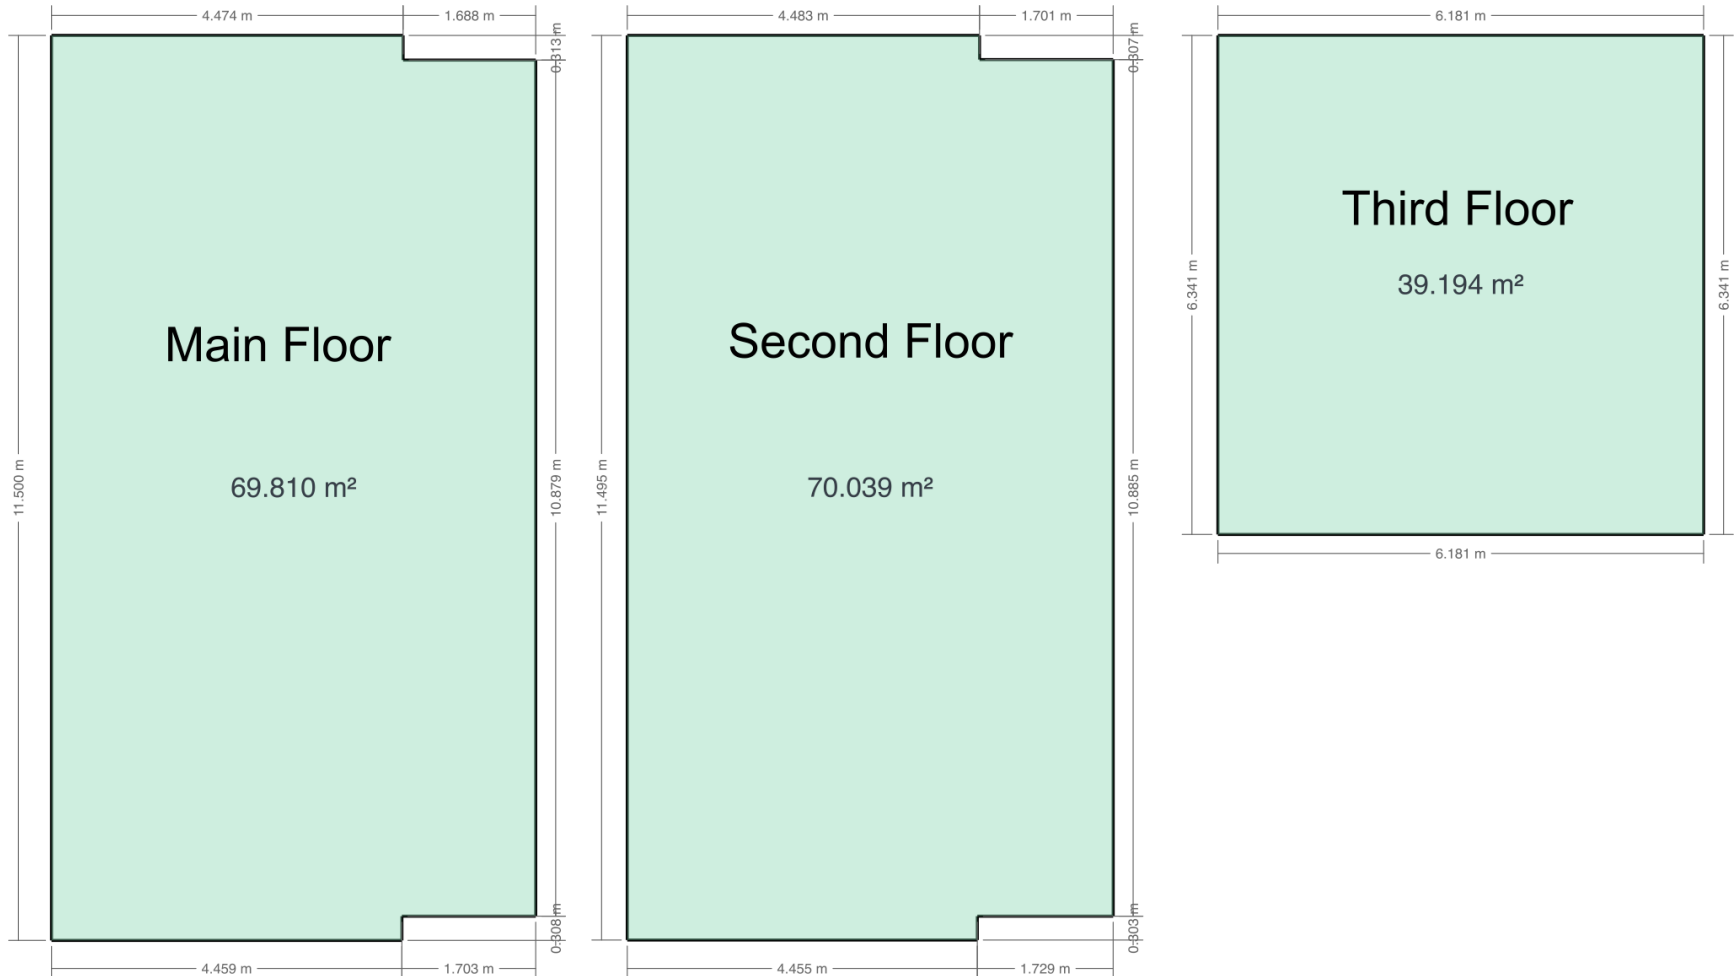 4.474 m
1.688 m
0.313 m
11.500 m
Main Floor
69.810 m²
10.879 m
0.308 m
4.459 m
1.703 m
4.483 m
1.701 m
0.307 m
11.495 m
Second Floor
70.039 m²
10.885 m
0.303 m
4.455 m
1.729 m
6.181 m
6.341 m
Third Floor
39.194 m²
6.341 m
6.181 m